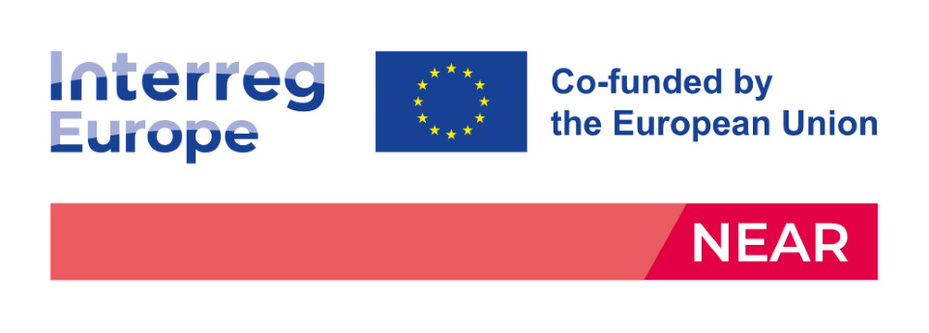 Interreg
Europe
Co-funded by
the European Union
NEAR